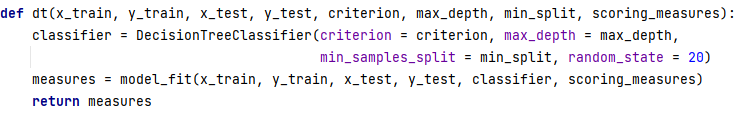 def dt(x_train, y_train, x_test, y_test, criterion, max_depth, min_split, scoring_measures):
    classifier = DecisionTreeClassifier(criterion = criterion, max_depth = max_depth,
                                        min_samples_split = min_split, random_state = 20)
    measures = model_fit(x_train, y_train, x_test, y_test, classifier, scoring_measures)
    return measures